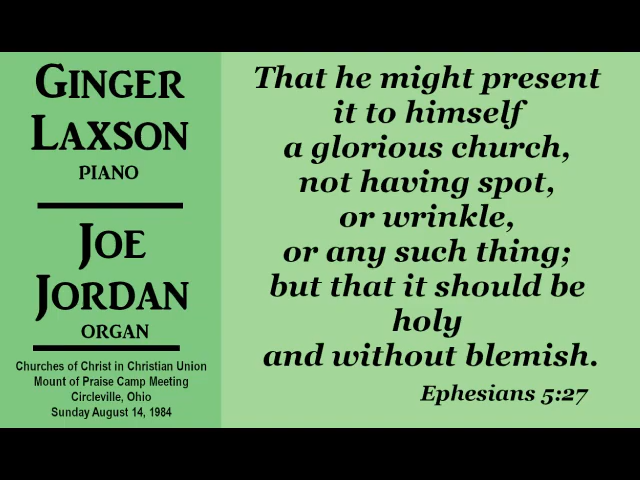 GINGER
LAXSON
PIANO
JOE
JORDAN
ORGAN
Churches of Christ in Christian Union
Mount of Praise Camp Meeting
Circleville, Ohio
Sunday August 14, 1984
That he might present
it to himself
a glorious church,
not having spot,
or wrinkle,
or any such thing;
but that it should be
holy
and without blemish.
Ephesians 5:27